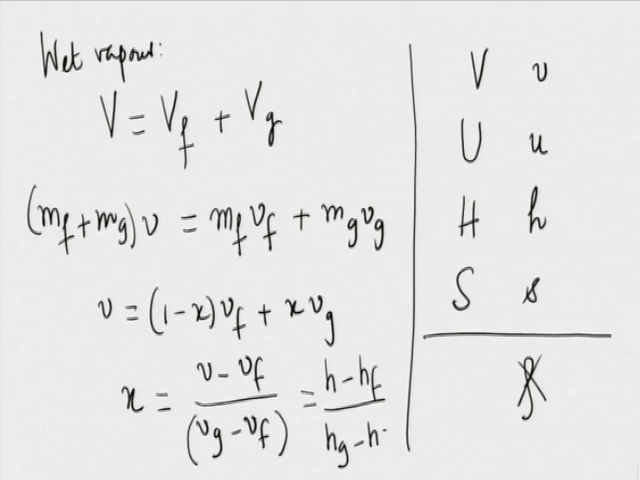 Wet vapour:
V = V_f + V_g
(m_f + m_g) v = m_f v_f + m_g v_g
v = (1-x) v_f + x v_g
x = (v - v_f) / (v_g - v_f) = (h - h_f) / (h_g - h
V v
U u
H h
S s